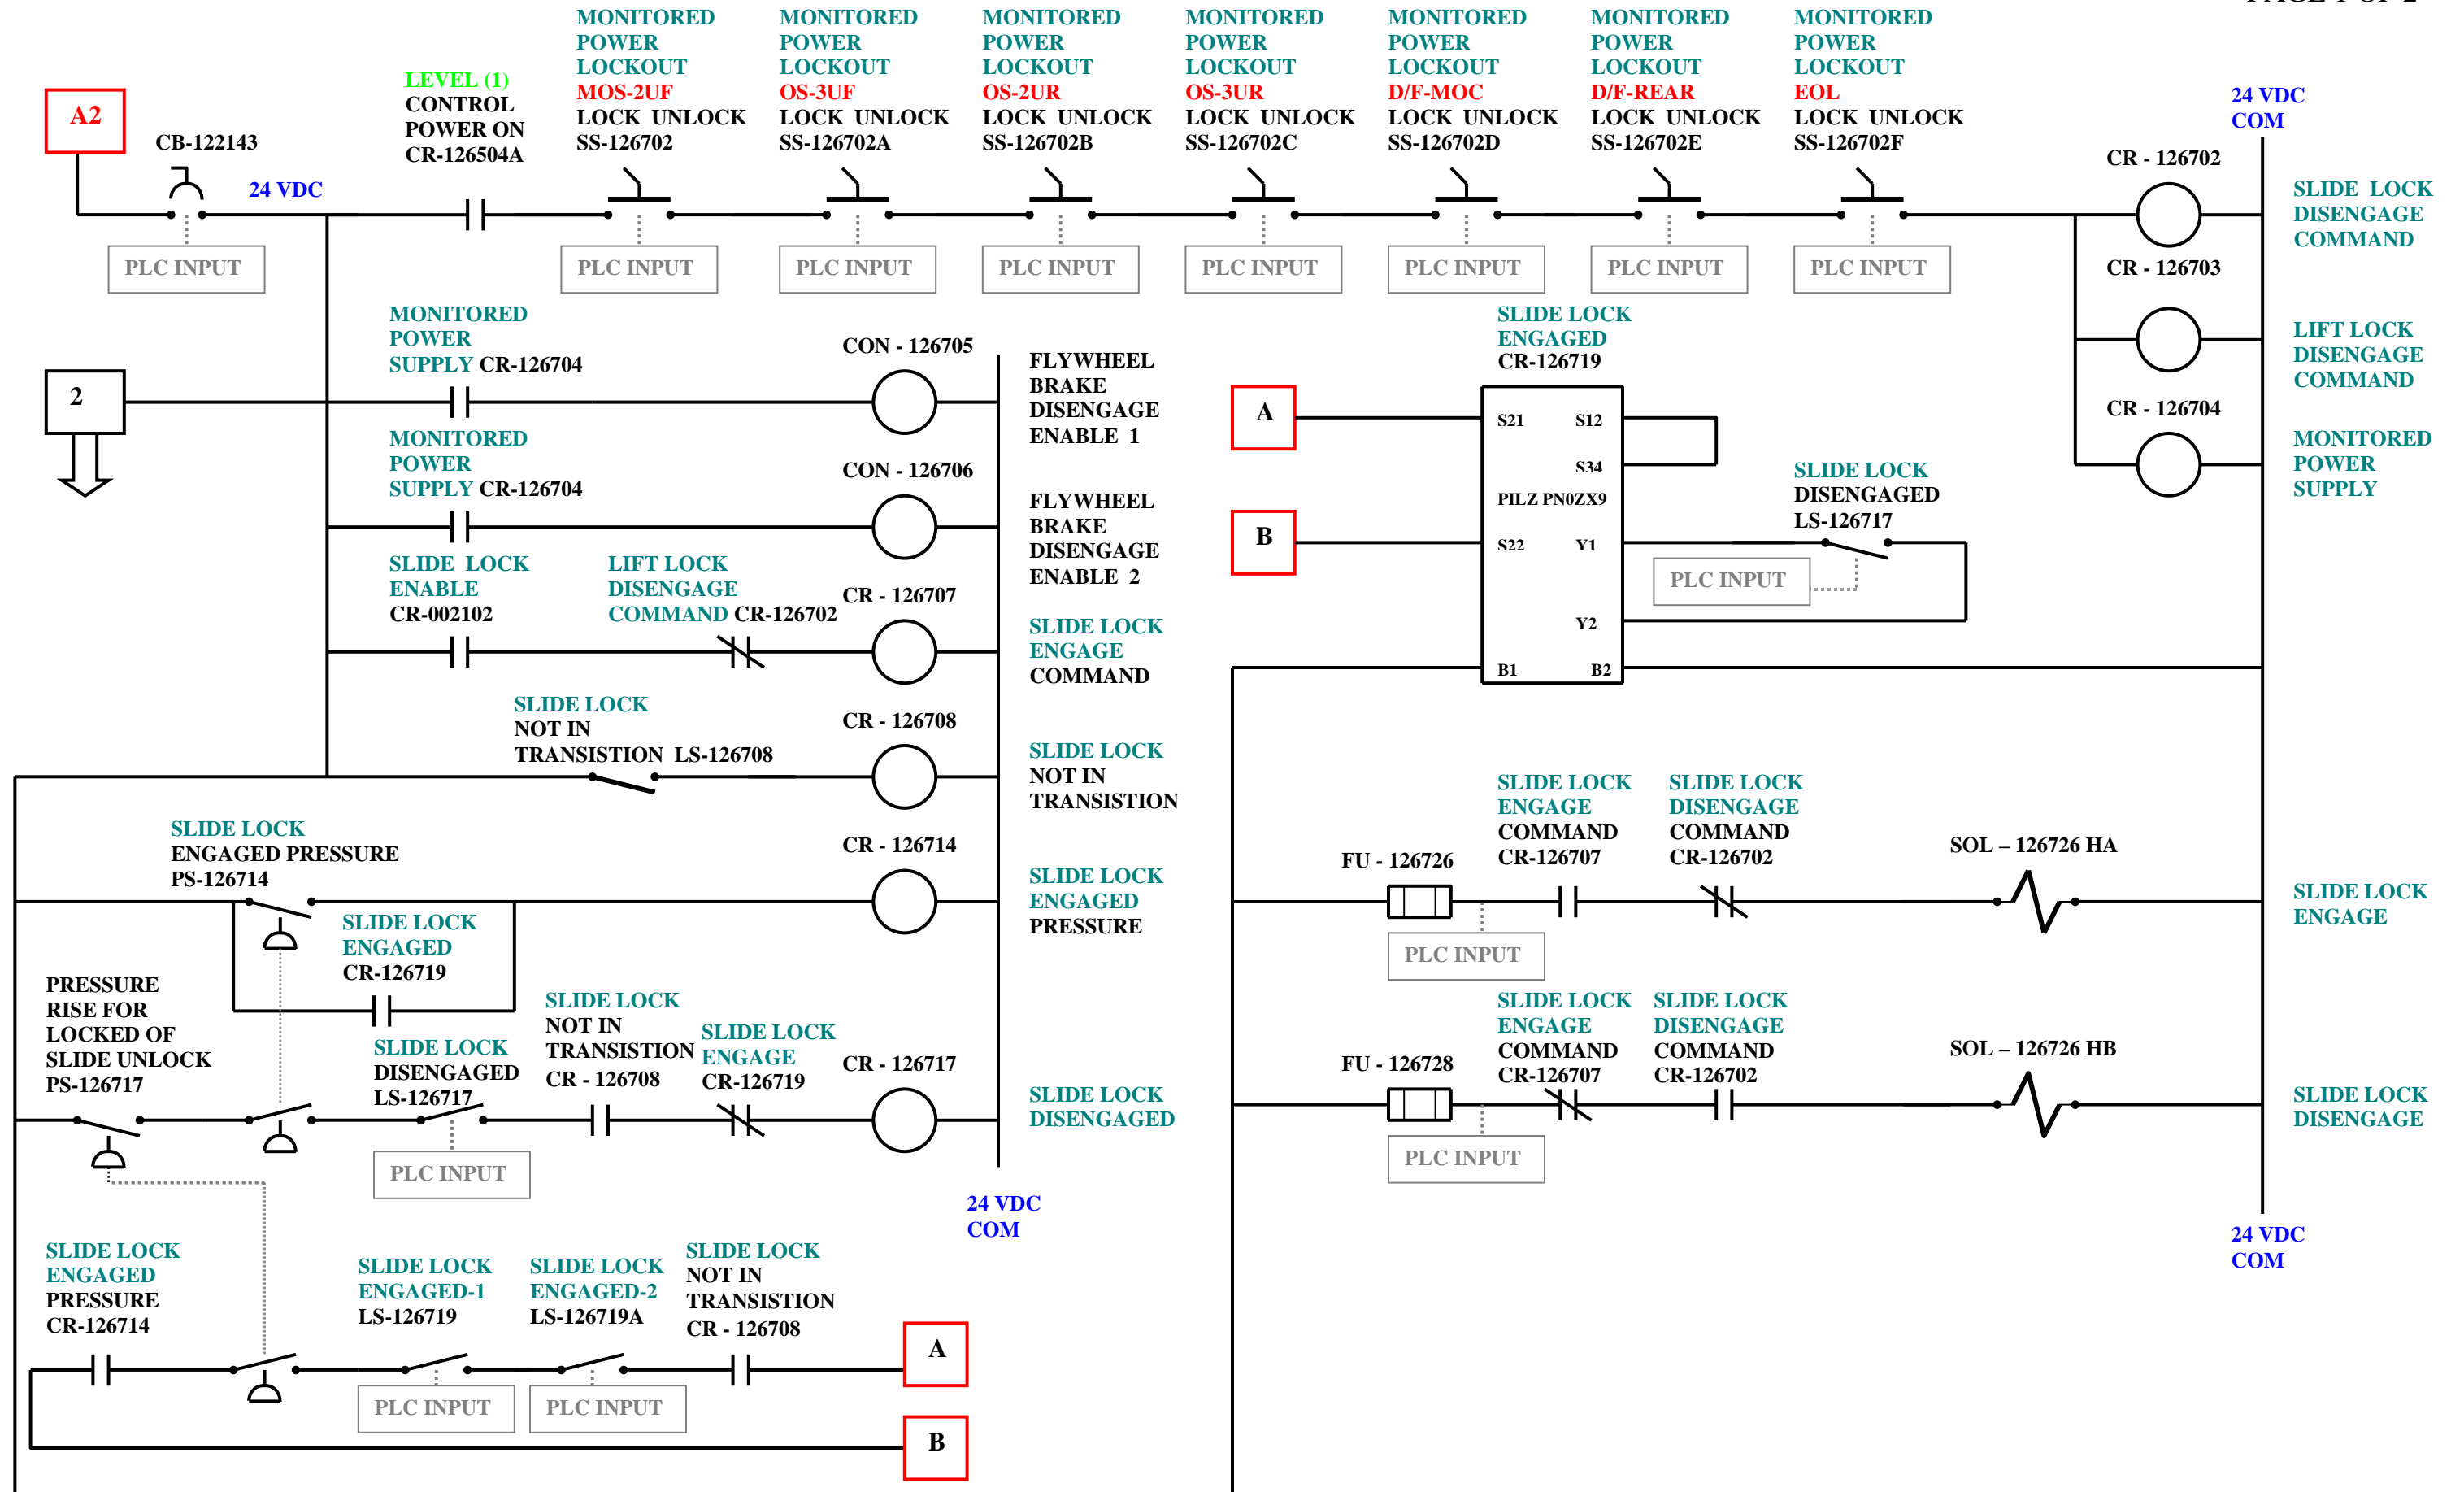 MONITORED
POWER
LOCKOUT
MOS-2UF
LOCK UNLOCK
SS-126702
MONITORED
POWER
LOCKOUT
OS-3UF
LOCK UNLOCK
SS-126702A
MONITORED
POWER
LOCKOUT
OS-2UR
LOCK UNLOCK
SS-126702B
MONITORED
POWER
LOCKOUT
OS-3UR
LOCK UNLOCK
SS-126702C
MONITORED
POWER
LOCKOUT
D/F-MOC
LOCK UNLOCK
SS-126702D
MONITORED
POWER
LOCKOUT
D/F-REAR
LOCK UNLOCK
SS-126702E
MONITORED
POWER
LOCKOUT
EOL
LOCK UNLOCK
SS-126702F
A2
CB-122143
24 VDC
LEVEL (1)
CONTROL
POWER ON
CR-126504A
24 VDC
COM
CR - 126702
SLIDE LOCK
DISENGAGE
COMMAND
PLC INPUT
PLC INPUT
PLC INPUT
PLC INPUT
PLC INPUT
PLC INPUT
PLC INPUT
PLC INPUT
CR - 126703
LIFT LOCK
DISENGAGE
COMMAND
CR - 126704
MONITORED
POWER
SUPPLY
2
MONITORED
POWER
SUPPLY CR-126704
CON - 126705
FLYWHEEL
BRAKE
DISENGAGE
ENABLE 1
MONITORED
POWER
SUPPLY CR-126704
CON - 126706
FLYWHEEL
BRAKE
DISENGAGE
ENABLE 2
SLIDE LOCK
ENABLE
CR-002102
LIFT LOCK
DISENGAGE
COMMAND CR-126702
CR - 126707
SLIDE LOCK
ENGAGE
COMMAND
SLIDE LOCK
NOT IN
TRANSISTION LS-126708
CR - 126708
SLIDE LOCK
NOT IN
TRANSISTION
SLIDE LOCK
ENGAGED PRESSURE
PS-126714
SLIDE LOCK
ENGAGED
CR-126719
CR - 126714
SLIDE LOCK
ENGAGED
PRESSURE
PRESSURE
RISE FOR
LOCKED OF
SLIDE UNLOCK
PS-126717
SLIDE LOCK
DISENGAGED
LS-126717
PLC INPUT
SLIDE LOCK
NOT IN
TRANSISTION
CR - 126708
SLIDE LOCK
ENGAGE
CR-126719
CR - 126717
SLIDE LOCK
DISENGAGED
24 VDC
COM
SLIDE LOCK
ENGAGED
PRESSURE
CR-126714
SLIDE LOCK
ENGAGED-1
LS-126719
PLC INPUT
SLIDE LOCK
ENGAGED-2
LS-126719A
PLC INPUT
SLIDE LOCK
NOT IN
TRANSISTION
CR - 126708
A
B
SLIDE LOCK
ENGAGED
CR-126719
A
B
S21 S12
S34
PILZ PN0ZX9
S22 Y1
Y2
B1 B2
SLIDE LOCK
DISENGAGED
LS-126717
PLC INPUT
FU - 126726
PLC INPUT
SLIDE LOCK
ENGAGE
COMMAND
CR-126707
SLIDE LOCK
DISENGAGE
COMMAND
CR-126702
SOL – 126726 HA
SLIDE LOCK
ENGAGE
FU - 126728
PLC INPUT
SLIDE LOCK
ENGAGE
COMMAND
CR-126707
SLIDE LOCK
DISENGAGE
COMMAND
CR-126702
SOL – 126726 HB
SLIDE LOCK
DISENGAGE
24 VDC
COM